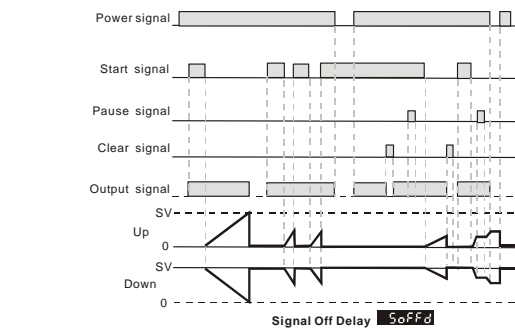 Power signal
Start signal
Pause signal
Clear signal
Output signal
SV
Up
0
SV
Down
0
Signal Off Delay SoFFd